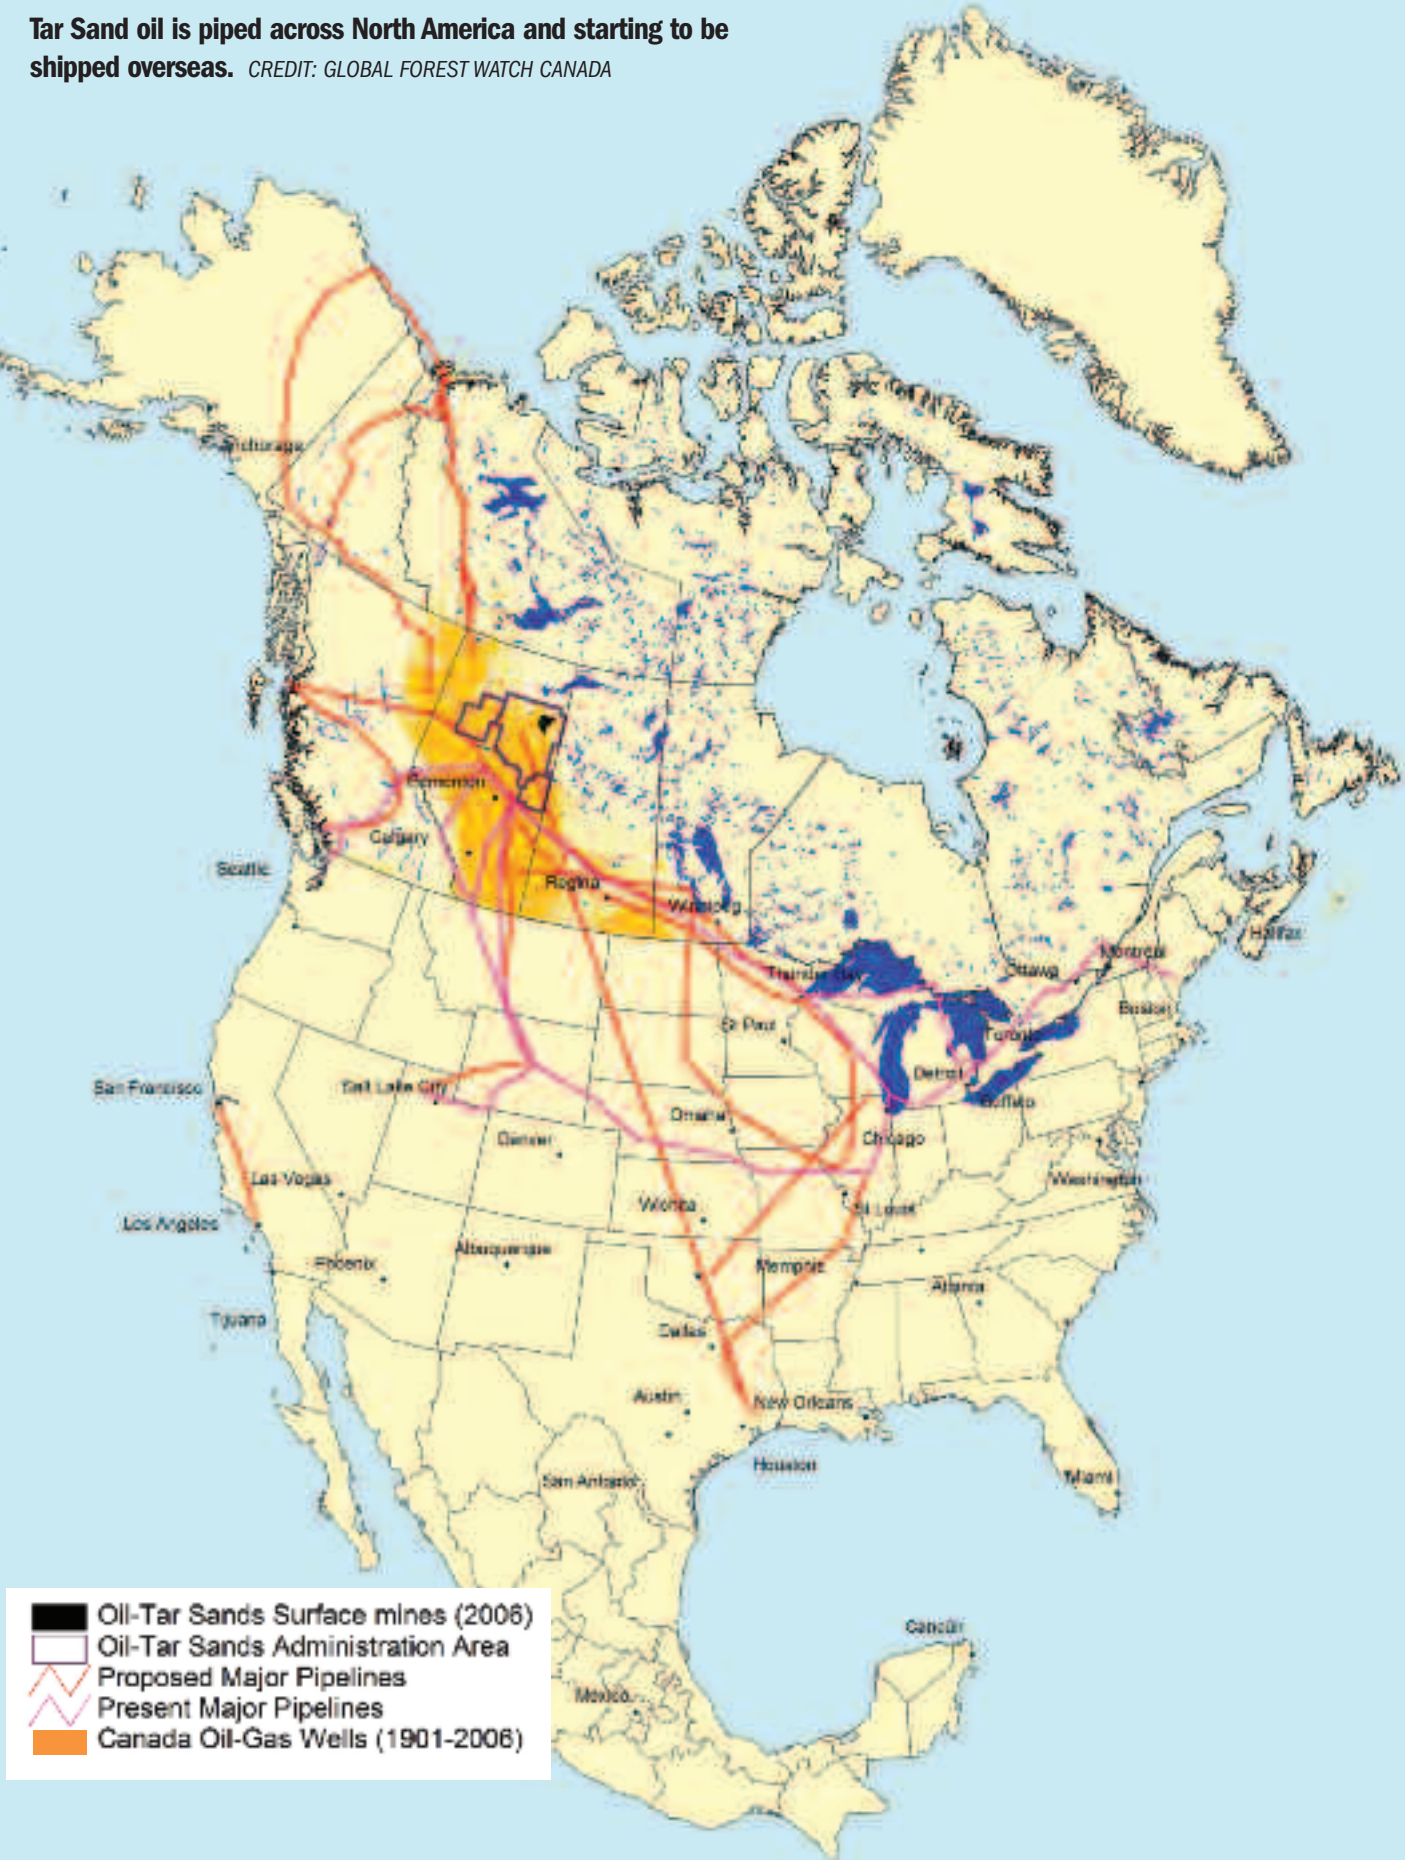 Tar Sand oil is piped across North America and starting to be
shipped overseas. CREDIT: GLOBAL FOREST WATCH CANADA
Anchorage
Edmonton
Calgary
Seattle
Regina
Winnipeg
Halifax
Montreal
Thunder Bay
Ottawa
Boston
St Paul
Toronto
San Francisco
Salt Lake City
Detroit
Buffalo
Omaha
Denver
Chicago
Las Vegas
Washington
Wichita
St Louis
Los Angeles
Albuquerque
Phoenix
Memphis
Atlanta
Tijuana
Dallas
Austin
New Orleans
Houston
San Antonio
Miami
Oil-Tar Sands Surface mines (2006)
Oil-Tar Sands Administration Area
Proposed Major Pipelines
Present Major Pipelines
Canada Oil-Gas Wells (1901-2006)
Cancún
Mexico